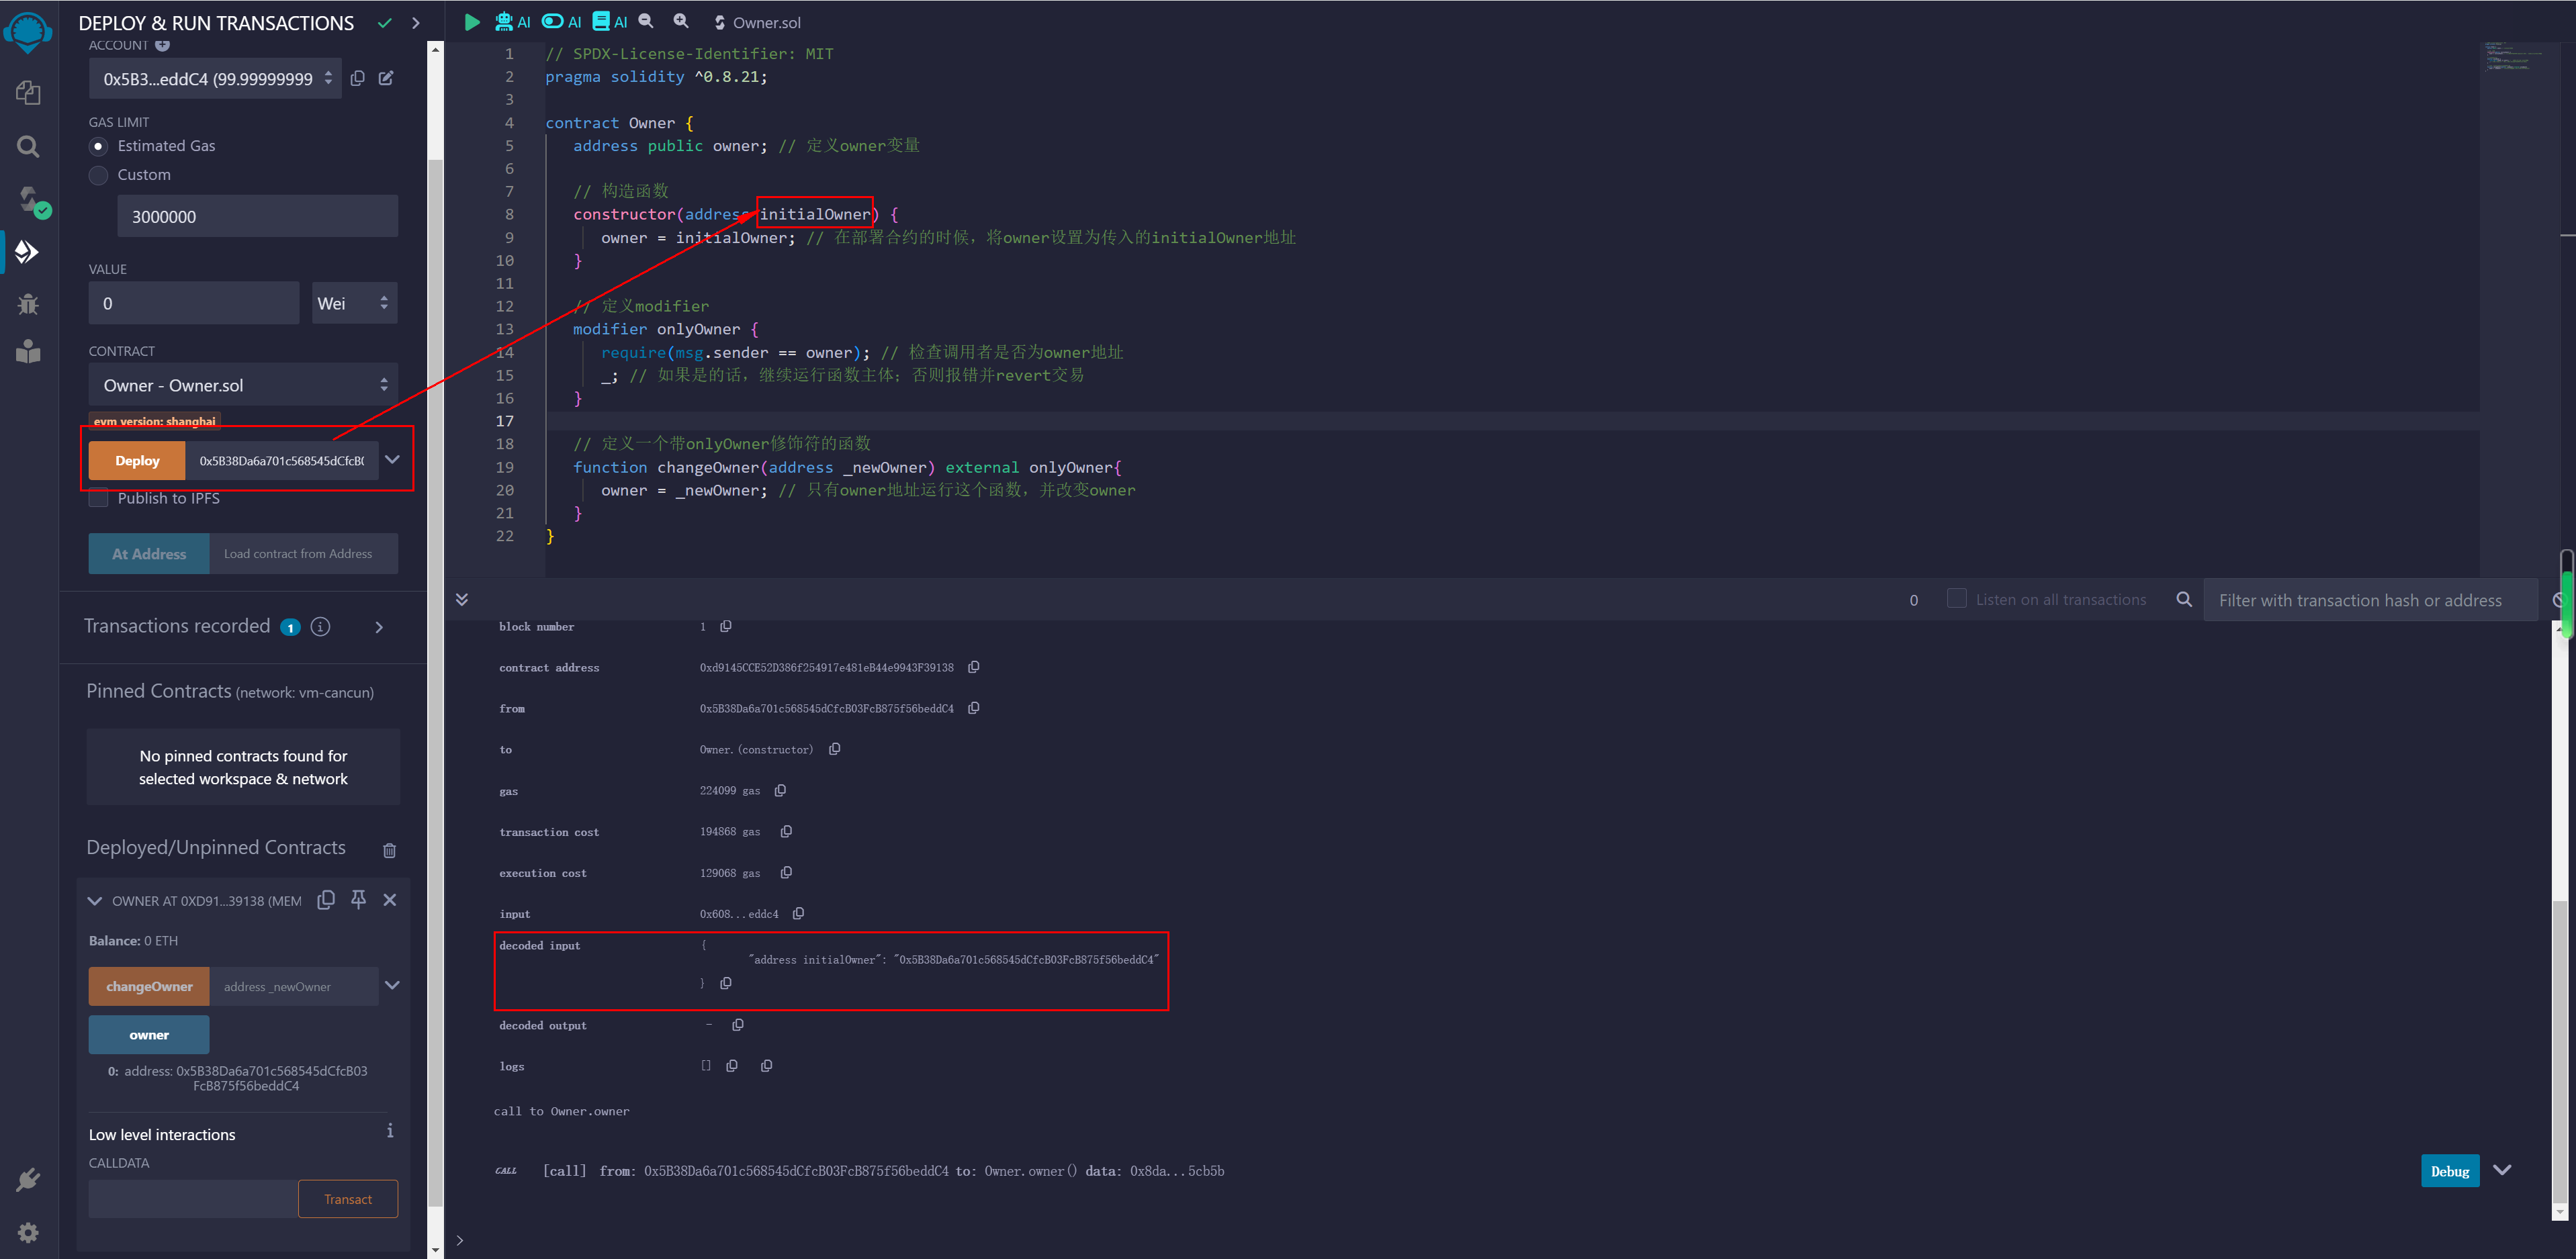 DEPLOY & RUN TRANSACTIONS
ACCOUNT
0x5B3...eddC4 (99.99999999
GAS LIMIT
Estimated Gas
Custom
3000000
VALUE
0
Wei
CONTRACT
Owner - Owner.sol
evm version: shanghai
Deploy
0x5B38Da6a701c568545dCfcB(
Publish to IPFS
At Address
Load contract from Address
Transactions recorded 1
Pinned Contracts (network: vm-cancun)
No pinned contracts found for
selected workspace & network
Deployed/Unpinned Contracts
OWNER AT 0XD91...39138 (MEM
Balance: 0 ETH
changeOwner
address _newOwner
owner
0: address: 0x5B38Da6a701c568545dCfcB03
FcB875f56beddC4
Low level interactions
CALLDATA
Transact
AI AI AI Owner.sol
1 // SPDX-License-Identifier: MIT
2 pragma solidity ^0.8.21;
3
4 contract Owner {
5 address public owner; // 定义owner变量
6
7 // 构造函数
8 constructor(address initialOwner) {
9 owner = initialOwner; // 在部署合约的时候，将owner设置为传入的initialOwner地址
10 }
11
12 // 定义modifier
13 modifier onlyOwner {
14 require(msg.sender == owner); // 检查调用者是否为owner地址
15 _; // 如果是的话，继续运行函数主体；否则报错并revert交易
16 }
17
18 // 定义一个带onlyOwner修饰符的函数
19 function changeOwner(address _newOwner) external onlyOwner{
20 owner = _newOwner; // 只有owner地址运行这个函数，并改变owner
21 }
22 }
0
Listen on all transactions
Filter with transaction hash or address
block number 1
contract address 0xd9145CCE52D386f254917e481eB44e9943F39138
from 0x5B38Da6a701c568545dCfcB03FcB875f56beddC4
to Owner.(constructor)
gas 224099 gas
transaction cost 194868 gas
execution cost 129068 gas
input 0x608...eddc4
decoded input {
"address initialOwner": "0x5B38Da6a701c568545dCfcB03FcB875f56beddC4"
}
decoded output -
logs []
call to Owner.owner
CALL [call] from: 0x5B38Da6a701c568545dCfcB03FcB875f56beddC4 to: Owner.owner() data: 0x8da...5cb5b
Debug
>